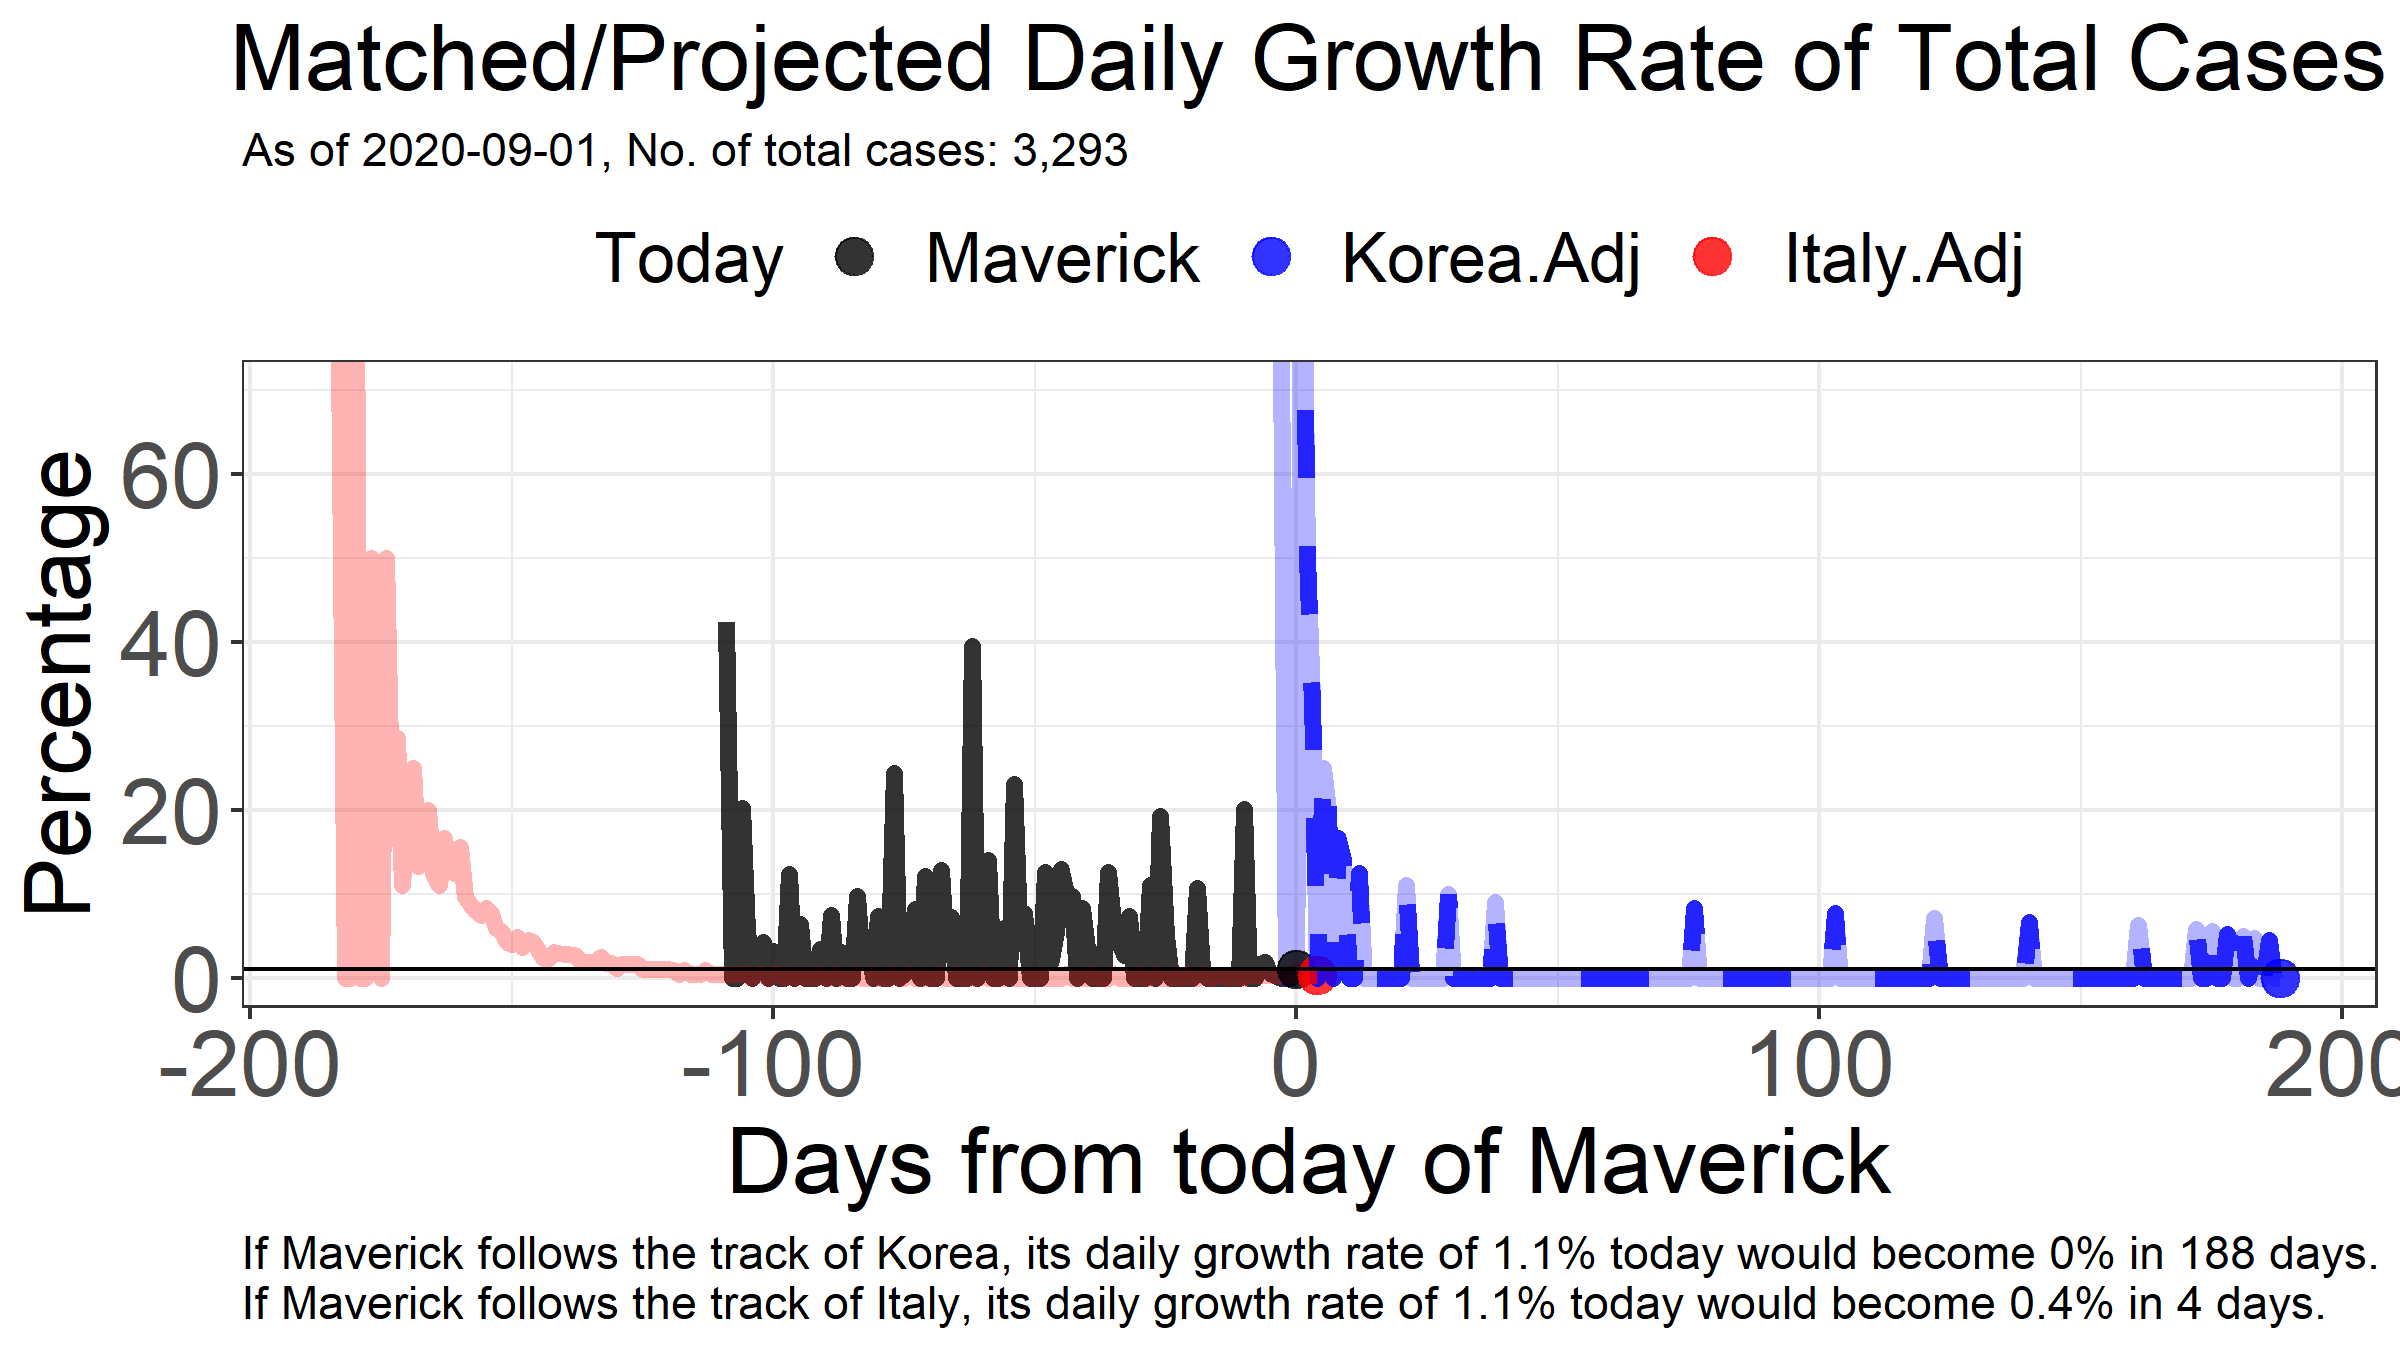 Matched/Projected Daily Growth Rate of Total Cases
As of 2020-09-01, No. of total cases: 3,293
Today Maverick Korea.Adj Italy.Adj
Percentage
60
40
20
0
-200 -100 0 100 200
Days from today of Maverick
If Maverick follows the track of Korea, its daily growth rate of 1.1% today would become 0% in 188 days.
If Maverick follows the track of Italy, its daily growth rate of 1.1% today would become 0.4% in 4 days.